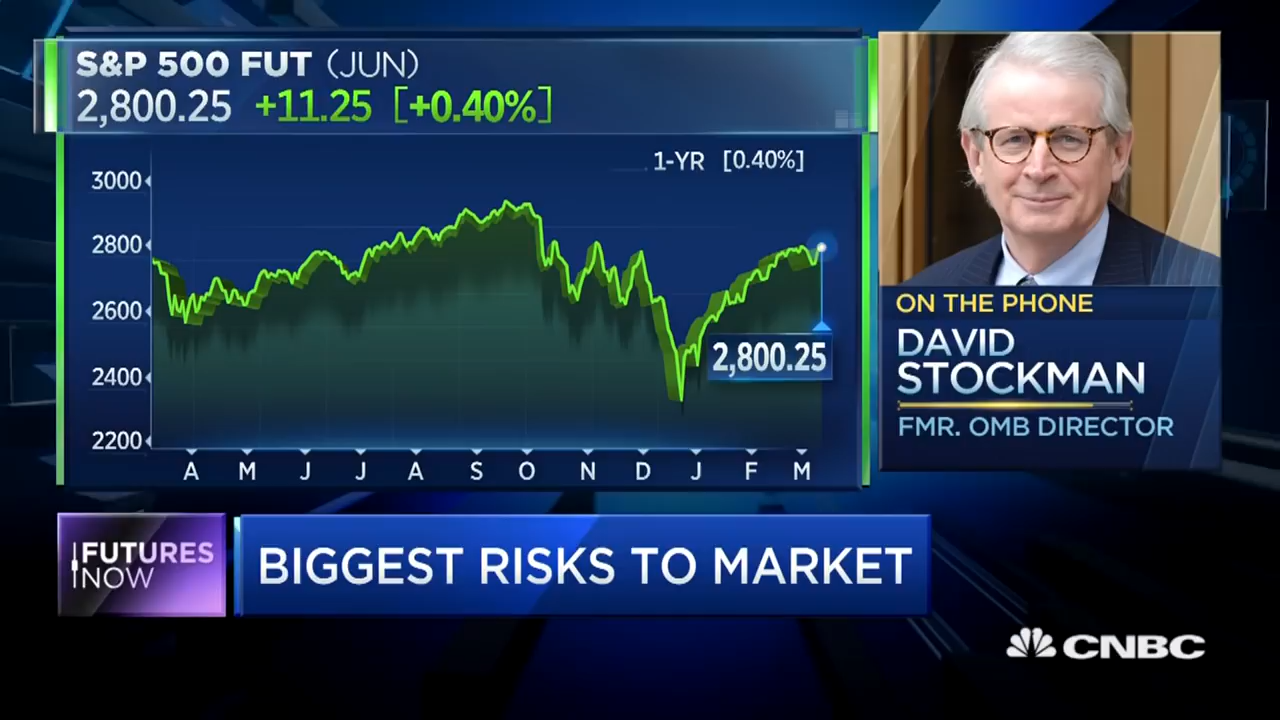 S&P 500 FUT (JUN)
2,800.25 +11.25 [+0.40%]
1-YR [0.40%]
3000
2800
2600
2400
2200
2,800.25
A M J J A S O N D J F M
ON THE PHONE
DAVID
STOCKMAN
FMR. OMB DIRECTOR
FUTURES
NOW
BIGGEST RISKS TO MARKET
CNBC